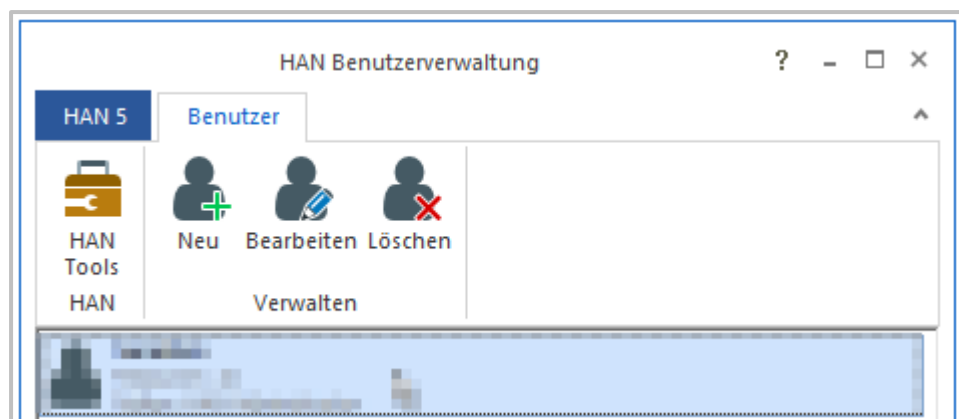 HAN Benutzerverwaltung ?
HAN 5 Benutzer
HAN Tools Neu Bearbeiten Löschen
HAN Verwalten